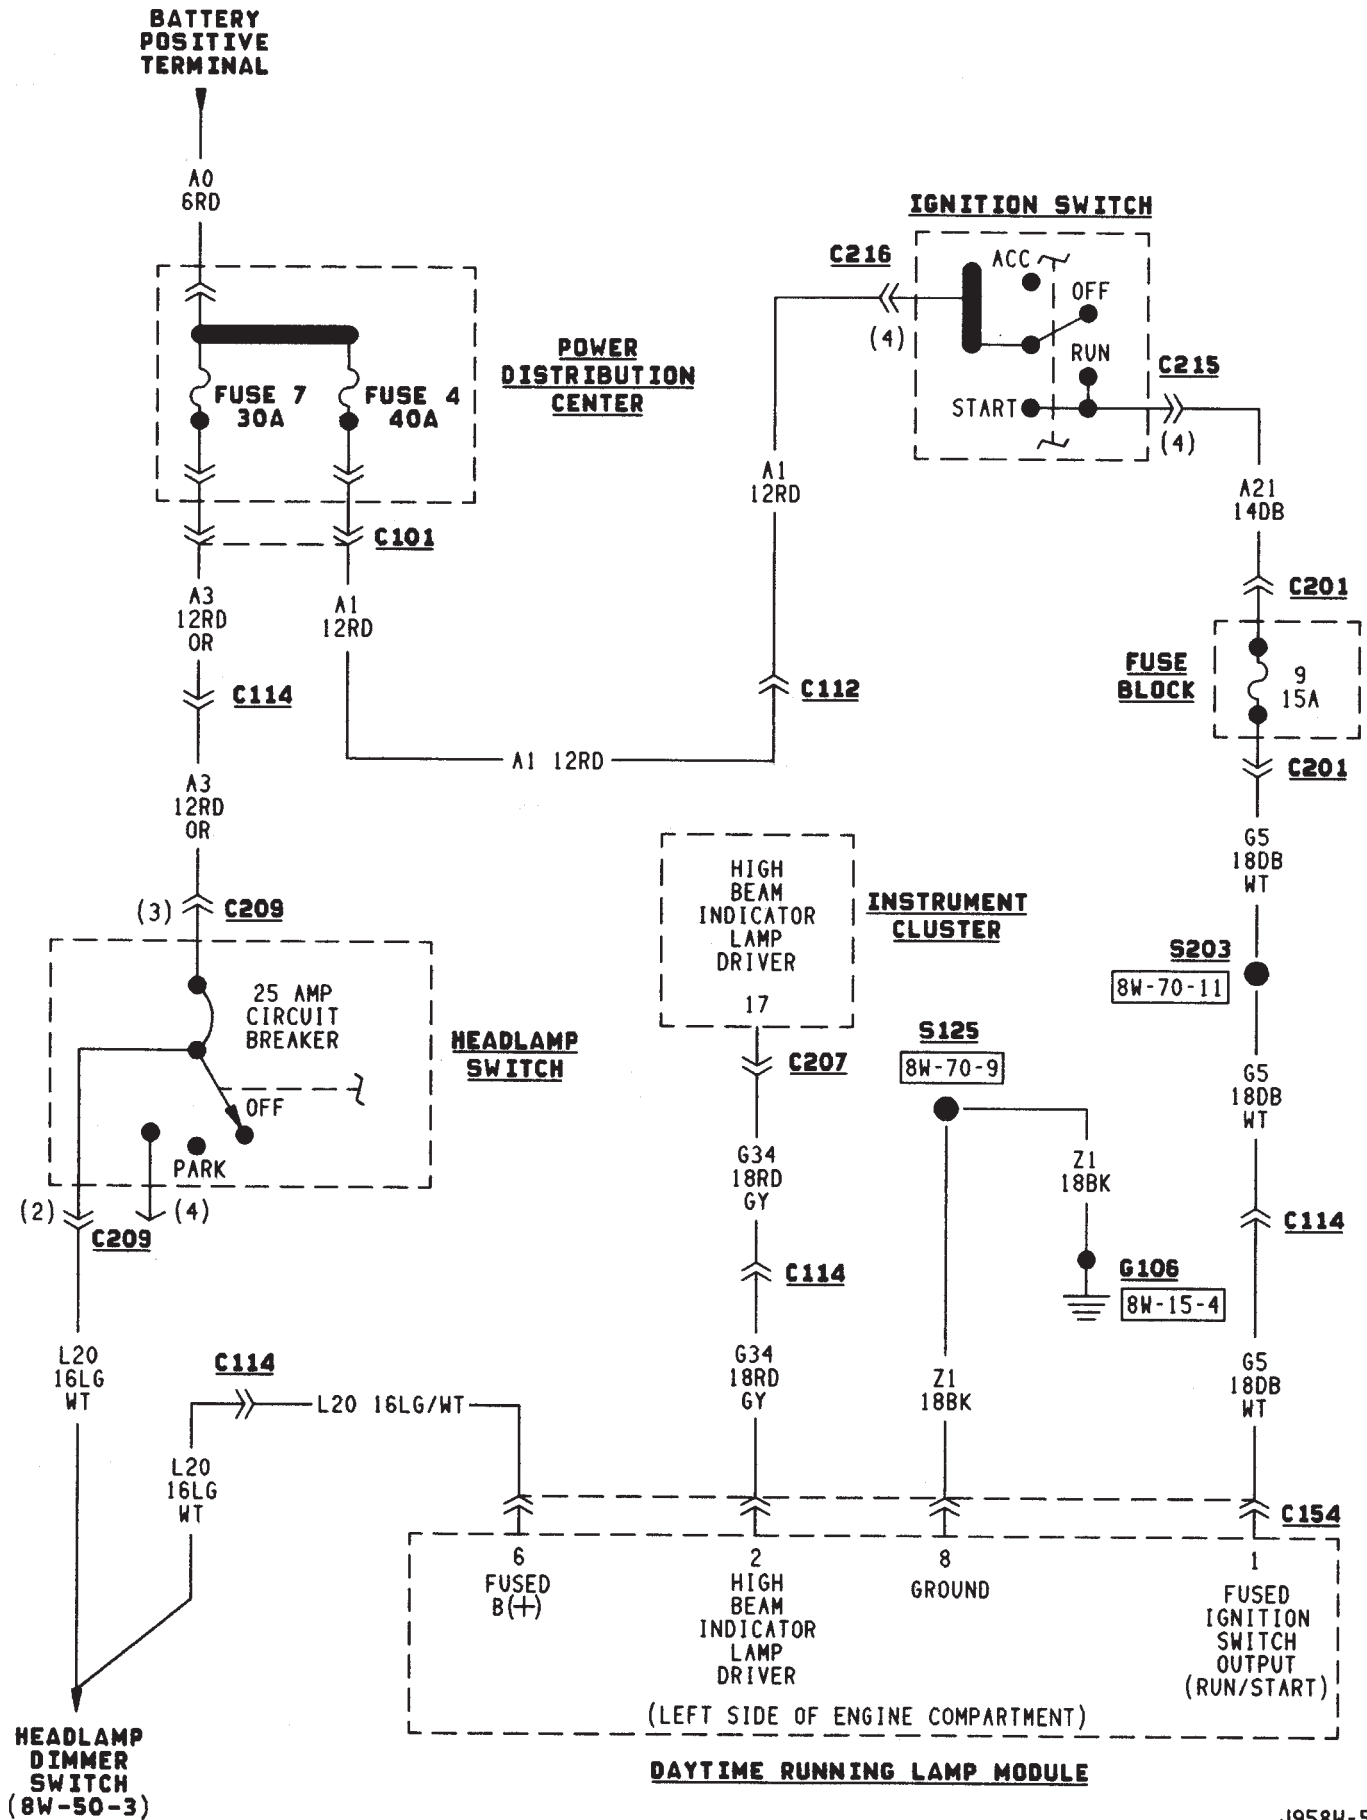 BATTERY
POSITIVE
TERMINAL
A0
6RD
IGNITION SWITCH
C216
ACC
OFF
(4)
RUN
C215
START
(4)
POWER
DISTRIBUTION
CENTER
FUSE 7
30A
FUSE 4
40A
A1
12RD
A21
14DB
C101
C201
A3
12RD
OR
A1
12RD
FUSE
BLOCK
9
15A
C114
C112
A1 12RD
C201
A3
12RD
OR
G5
18DB
WT
HIGH
BEAM
INDICATOR
LAMP
DRIVER
17
INSTRUMENT
CLUSTER
(3)
C209
S203
8W-70-11
25 AMP
CIRCUIT
BREAKER
HEADLAMP
SWITCH
OFF
PARK
C207
S125
8W-70-9
G5
18DB
WT
G34
18RD
GY
Z1
18BK
(2)
(4)
C209
C114
C114
G106
8W-15-4
L20
16LG
WT
C114
L20 16LG/WT
G34
18RD
GY
Z1
18BK
G5
18DB
WT
L20
16LG
WT
C154
6
FUSED
B(+)
2
HIGH
BEAM
INDICATOR
LAMP
DRIVER
8
GROUND
1
FUSED
IGNITION
SWITCH
OUTPUT
(RUN/START)
(LEFT SIDE OF ENGINE COMPARTMENT)
DAYTIME RUNNING LAMP MODULE
HEADLAMP
DIMMER
SWITCH
(8W-50-3)